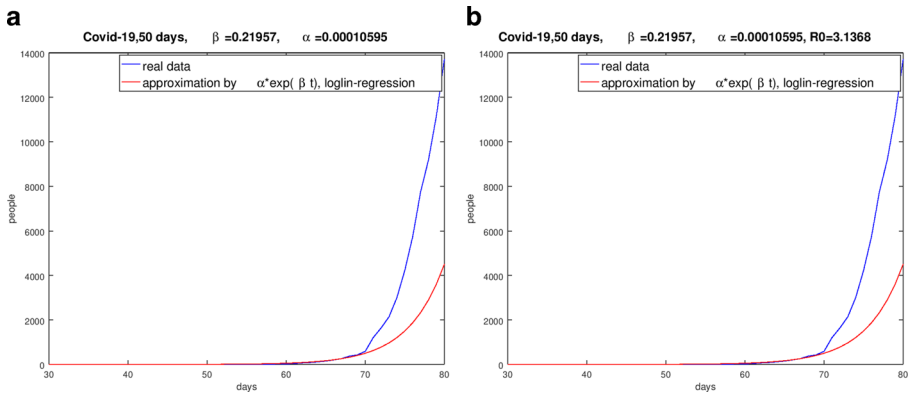 a
Covid-19,50 days, β =0.21957, α =0.00010595
real data
approximation by α*exp( β t), loglin-regression
14000
12000
10000
8000
6000
4000
2000
0
people
30 40 50 60 70 80
days
b
Covid-19,50 days, β =0.21957, α =0.00010595, R0=3.1368
real data
approximation by α*exp( β t), loglin-regression
14000
12000
10000
8000
6000
4000
2000
0
people
30 40 50 60 70 80
days